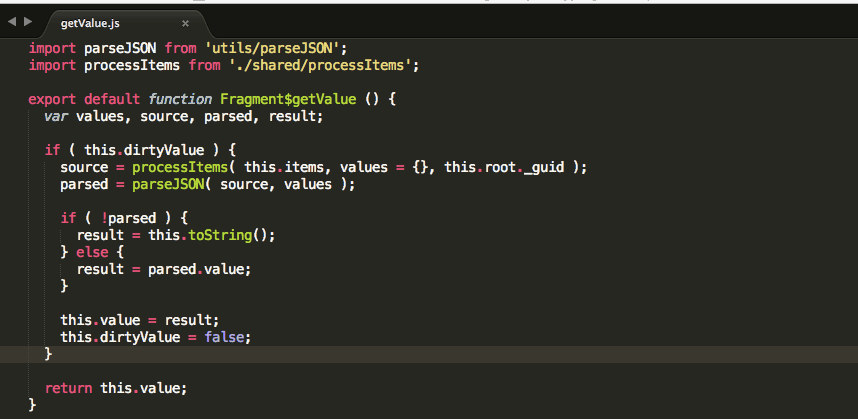 getValue.js
import parseJSON from 'utils/parseJSON';
import processItems from './shared/processItems';
export default function Fragment$getValue () {
var values, source, parsed, result;
if ( this.dirtyValue ) {
source = processItems( this.items, values = {}, this.root._guid );
parsed = parseJSON( source, values );
if ( !parsed ) {
result = this.toString();
} else {
result = parsed.value;
}
this.value = result;
this.dirtyValue = false;
}
return this.value;
}